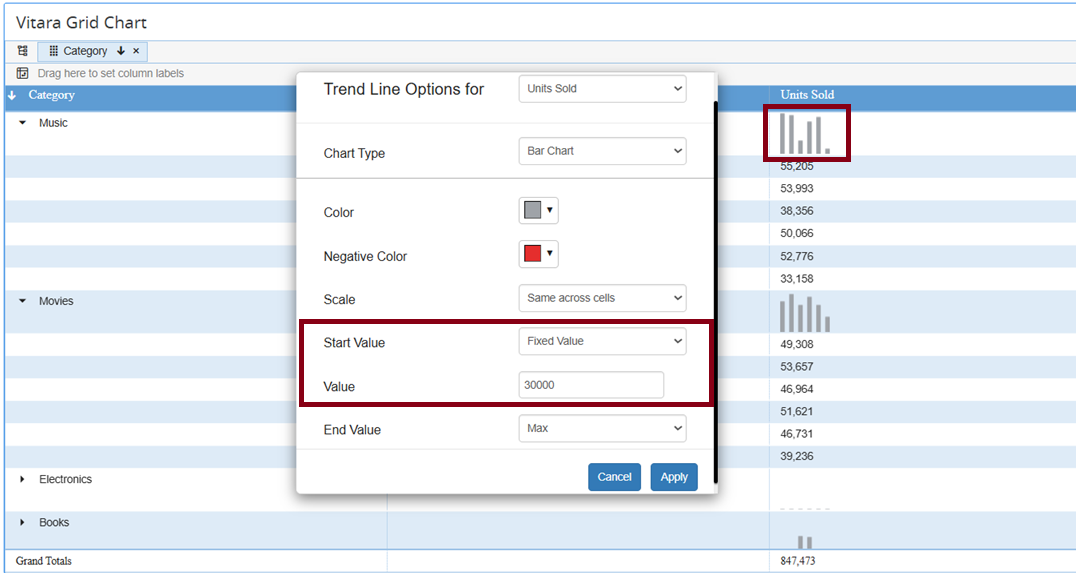 Vitara Grid Chart
Category
Drag here to set column labels
Category
Units Sold
Music
55,205
53,993
38,356
50,066
52,776
33,158
Movies
49,308
53,657
46,964
51,621
46,731
39,236
Electronics
Books
Grand Totals
847,473
Trend Line Options for
Units Sold
Chart Type
Bar Chart
Color
Negative Color
Scale
Same across cells
Start Value
Fixed Value
Value
30000
End Value
Max
Cancel
Apply